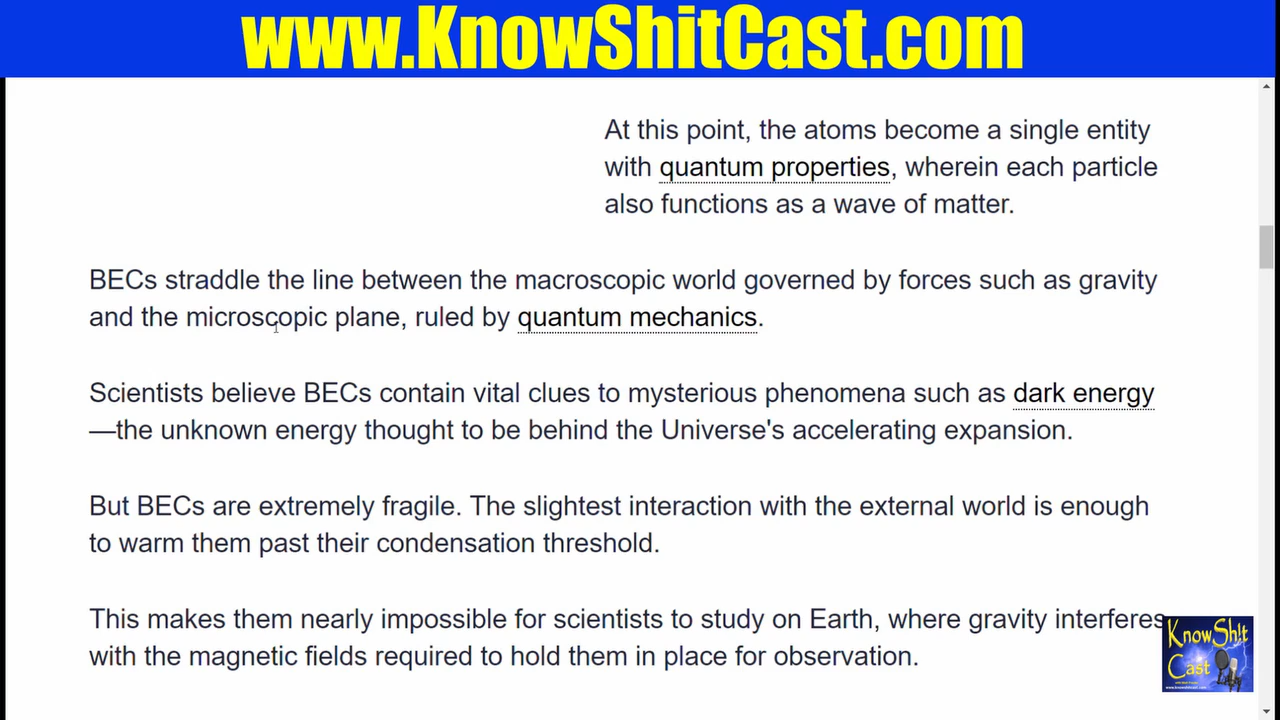 www.KnowShitCast.com
At this point, the atoms become a single entity
with quantum properties, wherein each particle
also functions as a wave of matter.
BECs straddle the line between the macroscopic world governed by forces such as gravity
and the microscopic plane, ruled by quantum mechanics.
Scientists believe BECs contain vital clues to mysterious phenomena such as dark energy
—the unknown energy thought to be behind the Universe's accelerating expansion.
But BECs are extremely fragile. The slightest interaction with the external world is enough
to warm them past their condensation threshold.
This makes them nearly impossible for scientists to study on Earth, where gravity interferes
with the magnetic fields required to hold them in place for observation.
KnowSh!t
Cast
www.knowshitcast.com